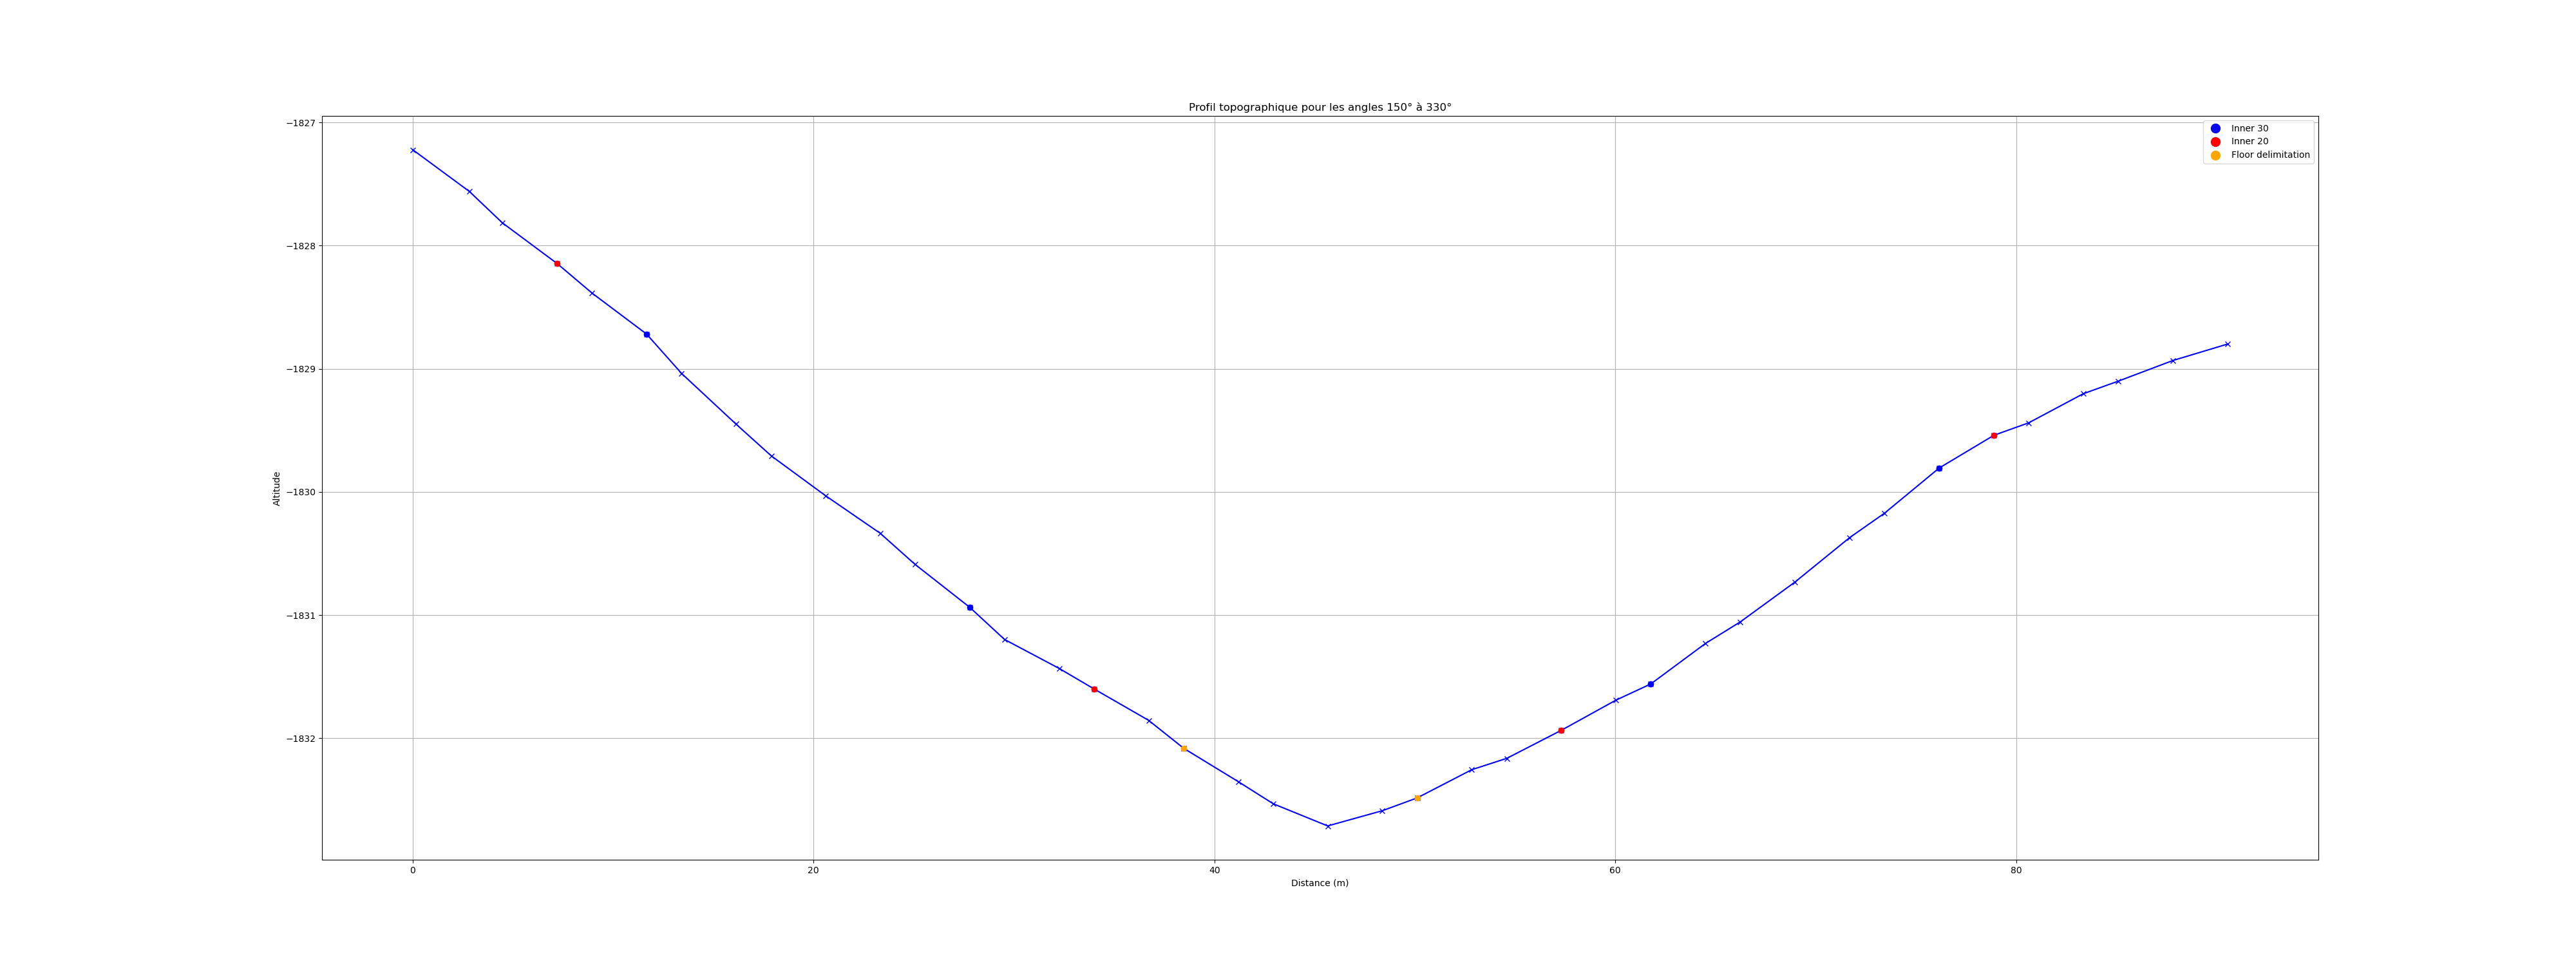 Profil topographique pour les angles 150° à 330°
Inner 30
Inner 20
Floor delimitation
Altitude
−1827
−1828
−1829
−1830
−1831
−1832
0
20
40
60
80
Distance (m)